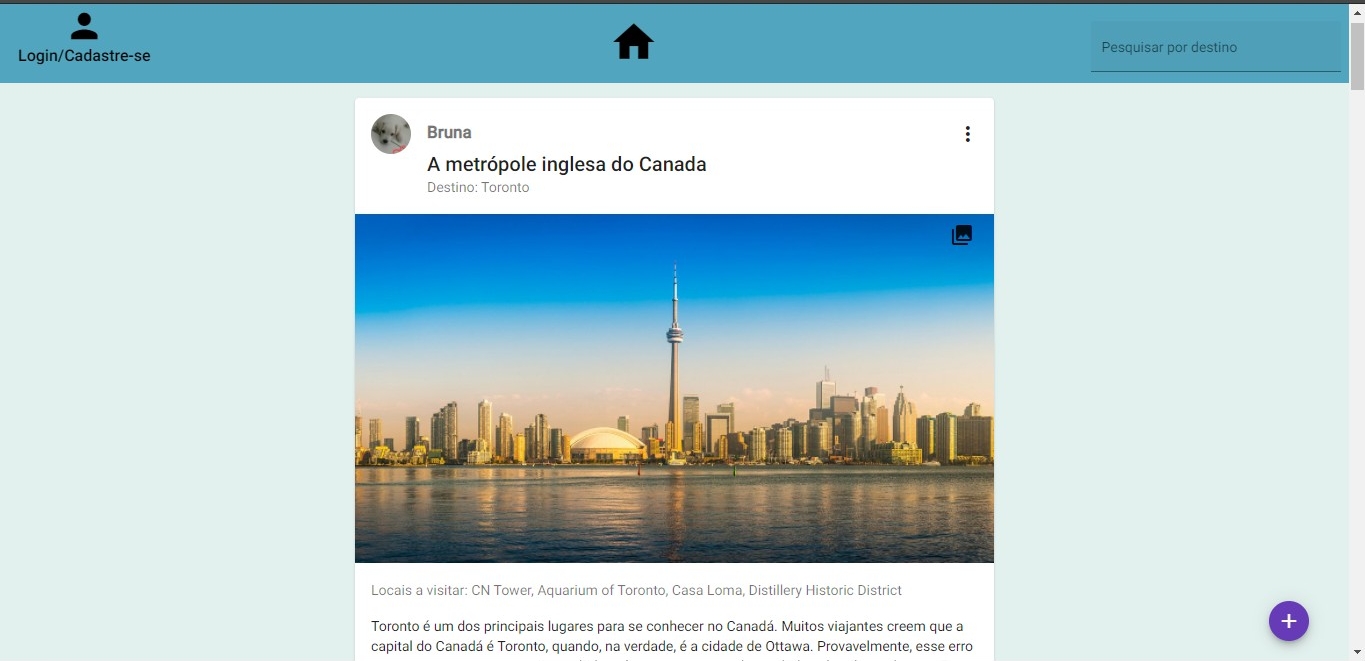 Login/Cadastre-se
Pesquisar por destino
Bruna
A metrópole inglesa do Canada
Destino: Toronto
Locais a visitar: CN Tower, Aquarium of Toronto, Casa Loma, Distillery Historic District
Toronto é um dos principais lugares para se conhecer no Canadá. Muitos viajantes creem que a
capital do Canadá é Toronto, quando, na verdade, é a cidade de Ottawa. Provavelmente, esse erro